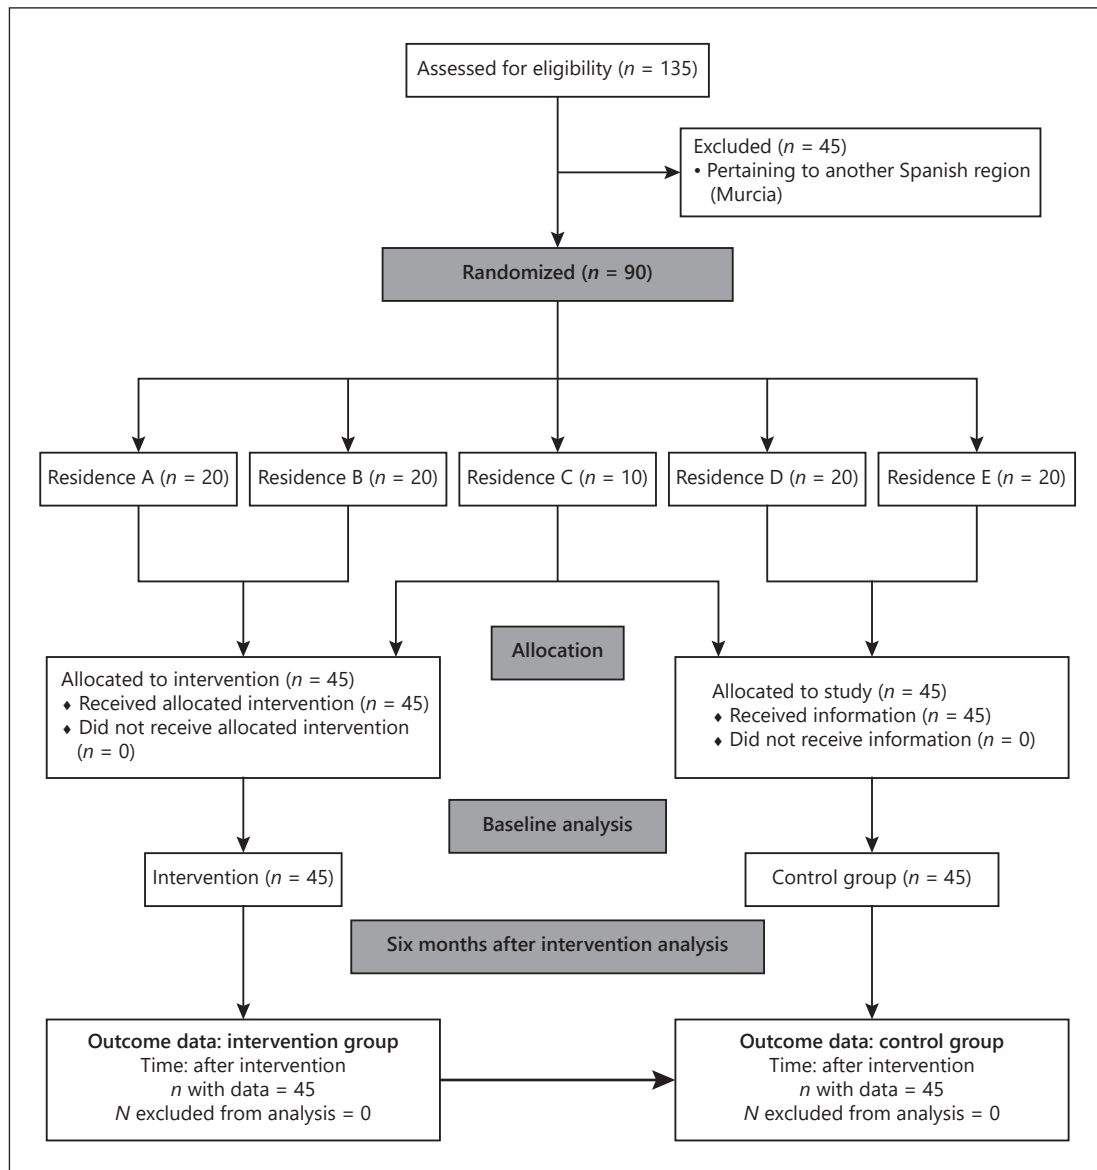 Assessed for eligibility (n = 135)
Excluded (n = 45)
• Pertaining to another Spanish region
(Murcia)
Randomized (n = 90)
Residence A (n = 20)
Residence B (n = 20)
Residence C (n = 10)
Residence D (n = 20)
Residence E (n = 20)
Allocation
Allocated to intervention (n = 45)
♦ Received allocated intervention (n = 45)
♦ Did not receive allocated intervention
(n = 0)
Allocated to study (n = 45)
♦ Received information (n = 45)
♦ Did not receive information (n = 0)
Baseline analysis
Intervention (n = 45)
Control group (n = 45)
Six months after intervention analysis
Outcome data: intervention group
Time: after intervention
n with data = 45
N excluded from analysis = 0
Outcome data: control group
Time: after intervention
n with data = 45
N excluded from analysis = 0